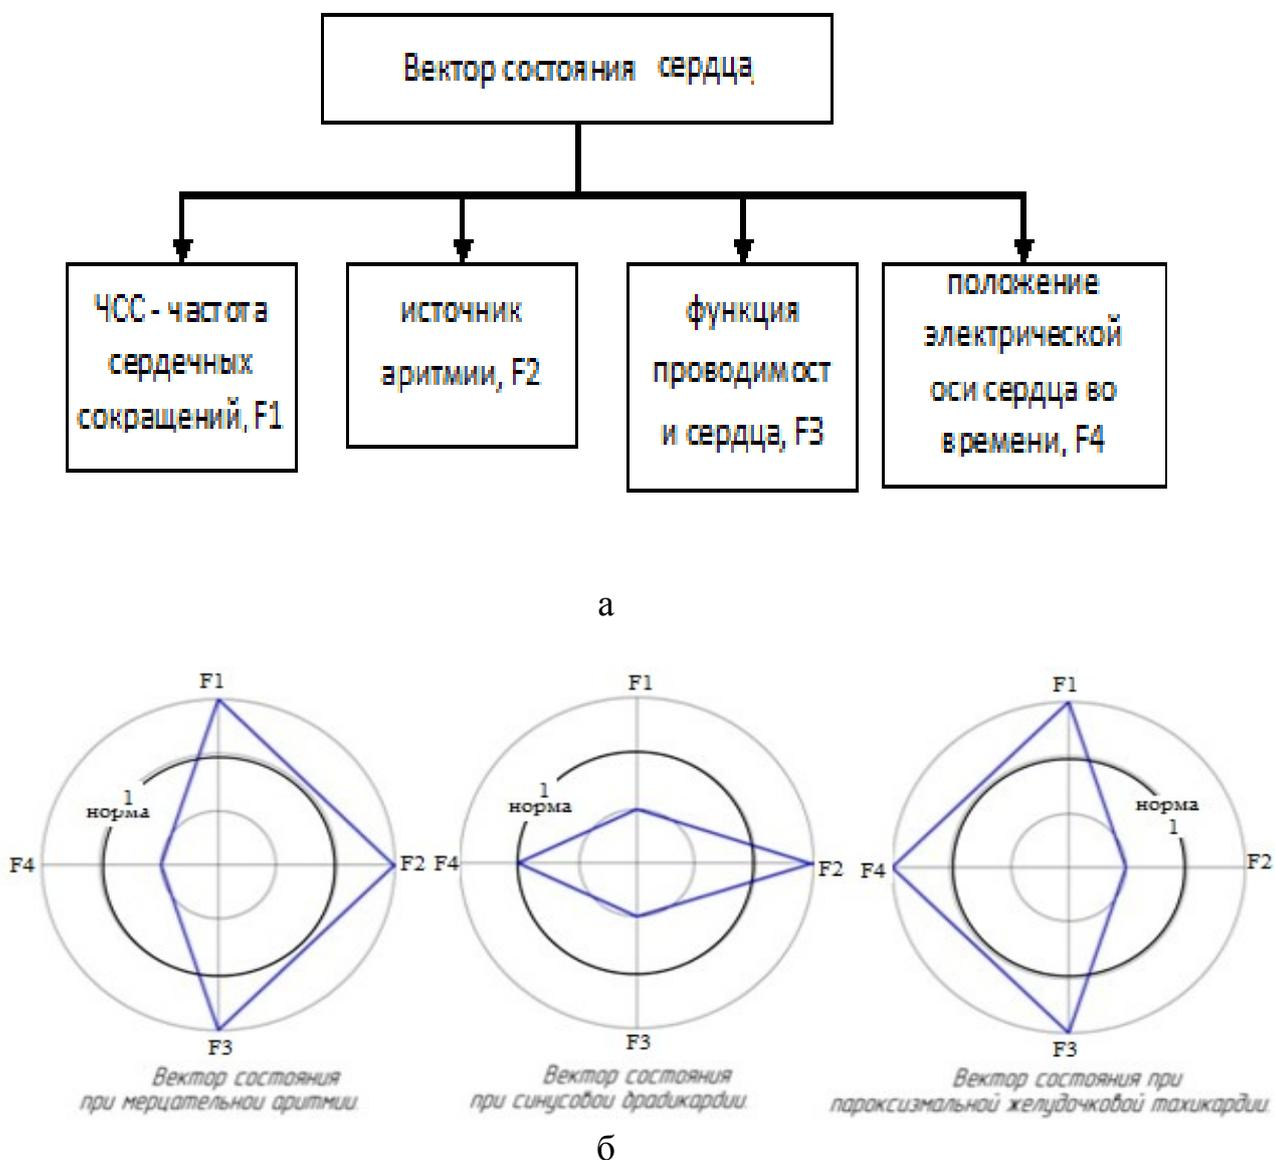 Вектор состояния сердца
ЧСС - частота
сердечных
сокращений, F1
источник
аритмии, F2
функция
проводимост
и сердца, F3
положение
электрической
оси сердца во
времени, F4
а
F1
1
норма
F4
F2
F3
Вектор состояния
при мерцательной аритмии.
F1
1
норма
F4
F2
F3
Вектор состояния
при синусовой брадикардии.
F1
норма
1
F4
F2
F3
Вектор состояния при
пароксизмальной желудочковой тахикардии.
б